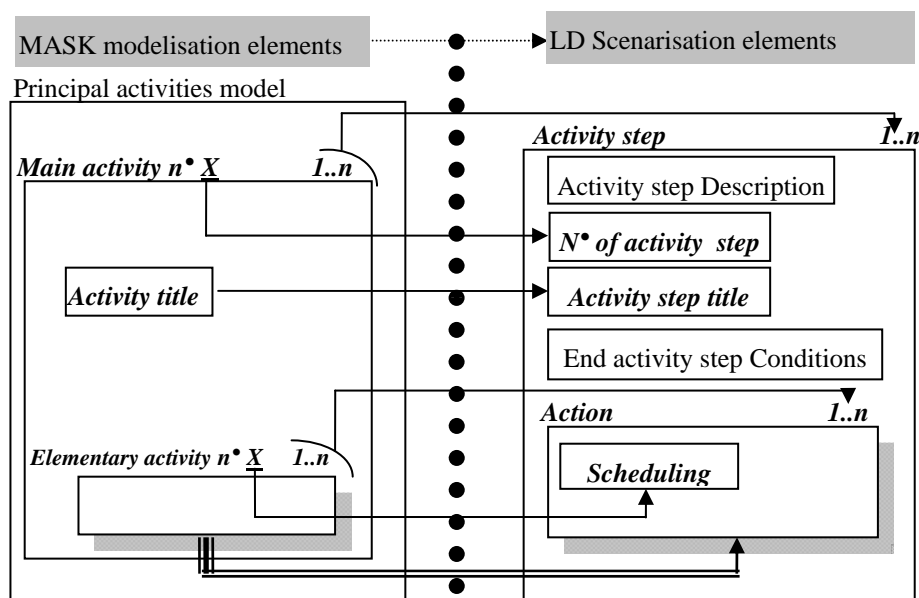 MASK modelisation elements
LD Scenarisation elements
Principal activities model
Main activity n• X
1..n
Activity title
Elementary activity n• X
1..n
Activity step
1..n
Activity step Description
N• of activity step
Activity step title
End activity step Conditions
Action
1..n
Scheduling